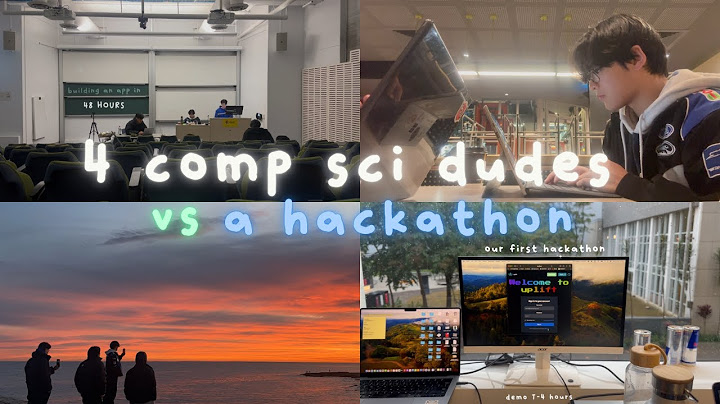 building an app in
48 HOURS
4 comp sci dudes
vs a hackathon
our first hackathon
Welcome to
uplift
acer
demo T-4 hours